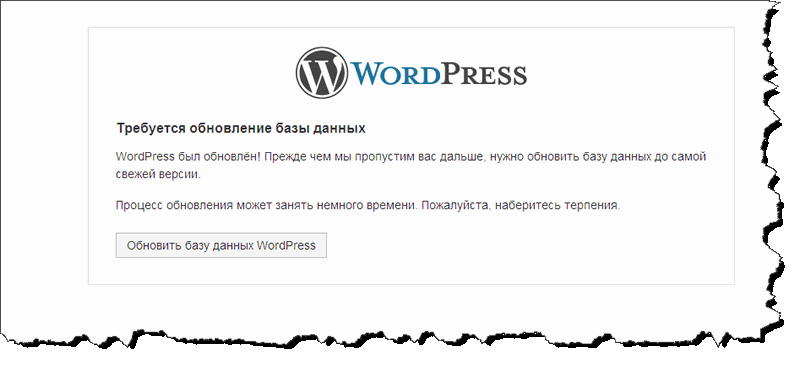 WORDPRESS
Требуется обновление базы данных
WordPress был обновлён! Прежде чем мы пропустим вас дальше, нужно обновить базу данных до самой
свежей версии.
Процесс обновления может занять немного времени. Пожалуйста, наберитесь терпения.
Обновить базу данных WordPress